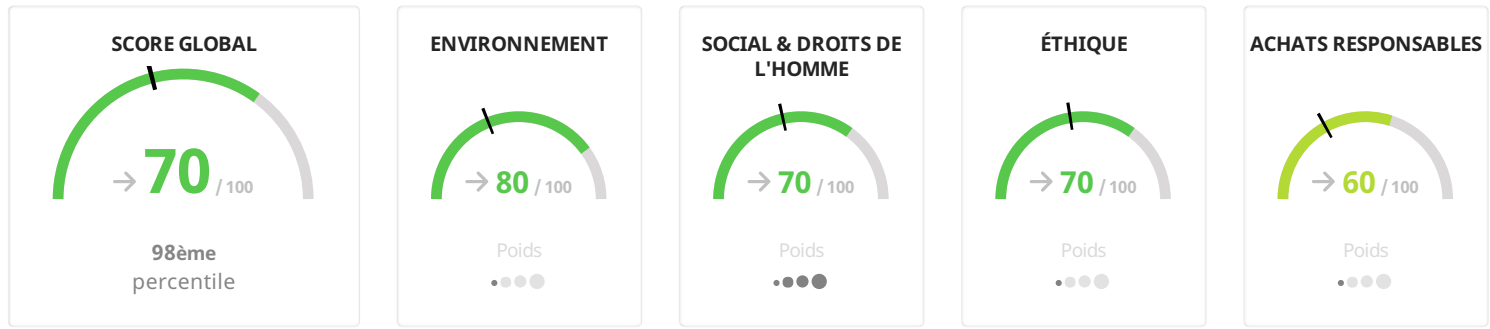 SCORE GLOBAL
→ 70 / 100
98ème
percentile
ENVIRONNEMENT
→ 80 / 100
Poids
SOCIAL & DROITS DE
L'HOMME
→ 70 / 100
Poids
ÉTHIQUE
→ 70 / 100
Poids
ACHATS RESPONSABLES
→ 60 / 100
Poids